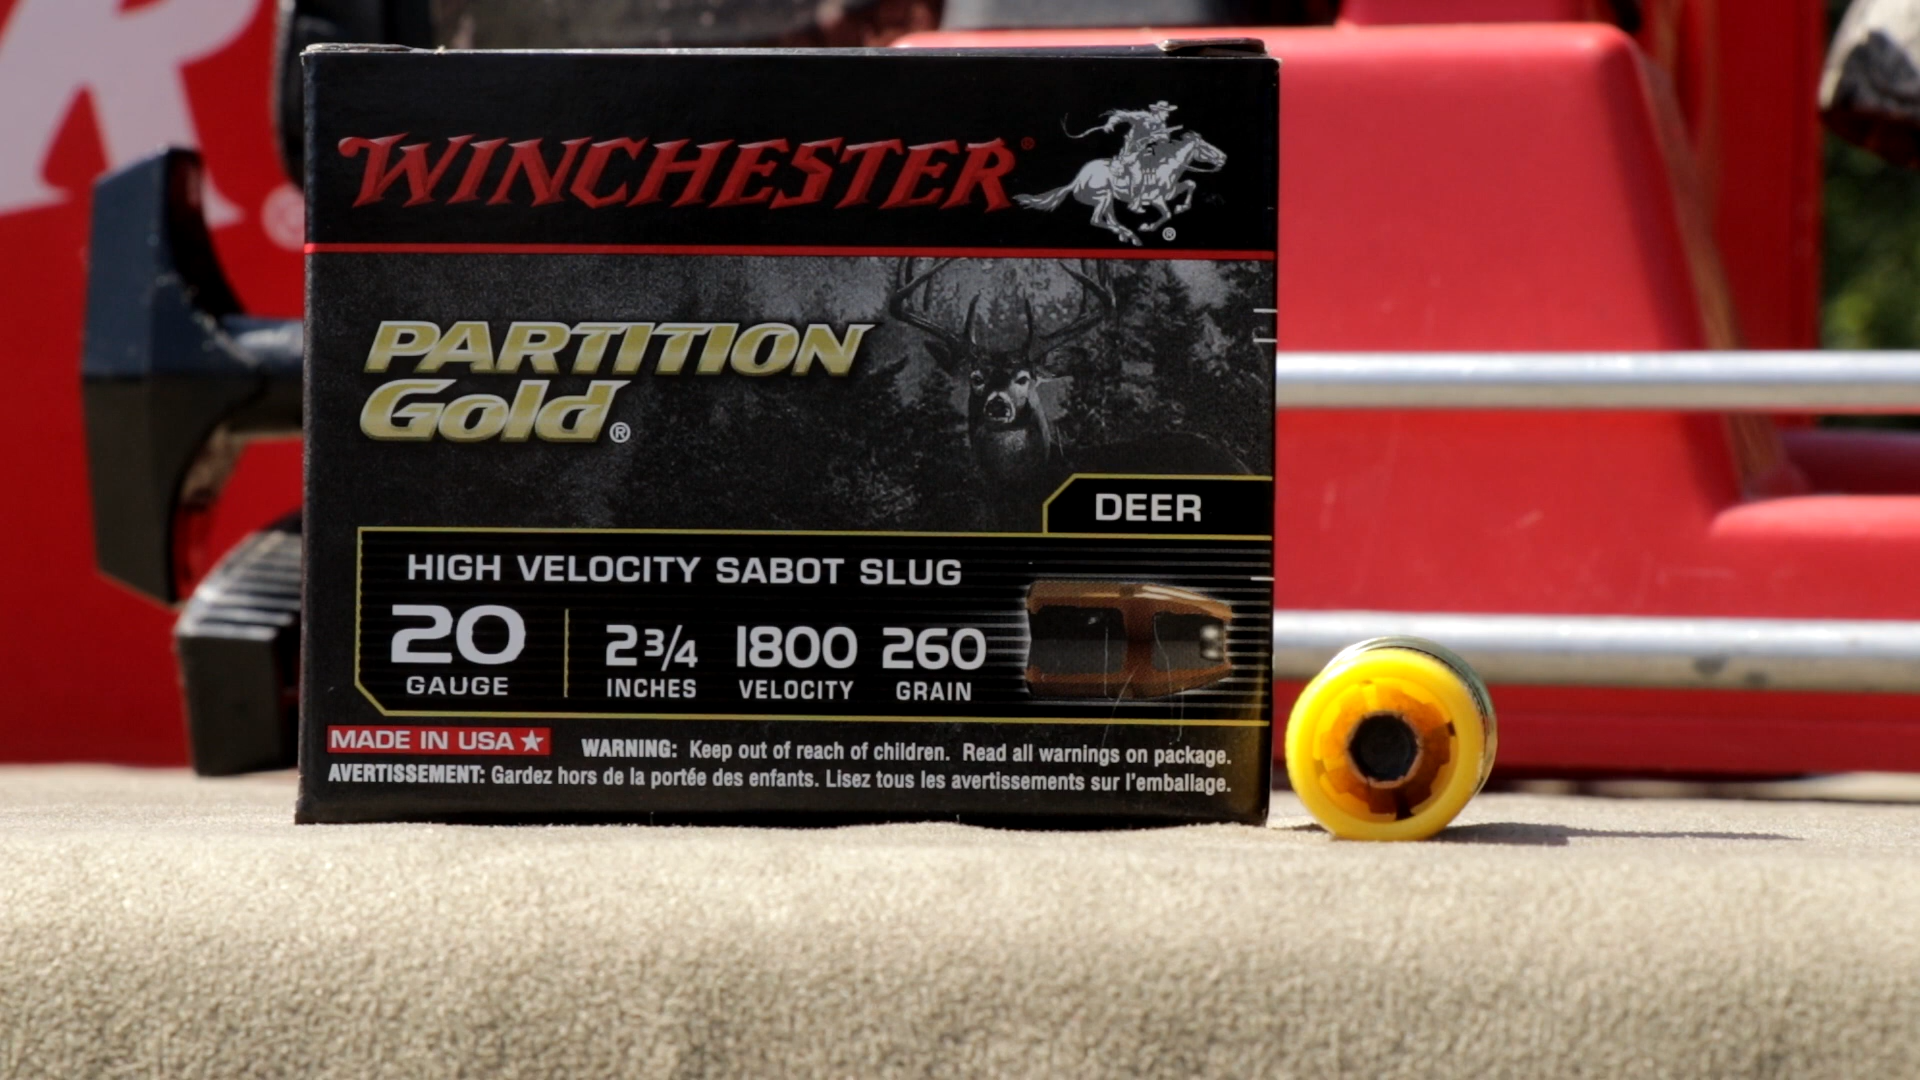 R®
WINCHESTER®
®
PARTITION
Gold®
DEER
HIGH VELOCITY SABOT SLUG
20 2 3/4 1800 260
GAUGE INCHES VELOCITY GRAIN
MADE IN USA★ WARNING: Keep out of reach of children. Read all warnings on package.
AVERTISSEMENT: Gardez hors de la portée des enfants. Lisez tous les avertissements sur l'emballage.